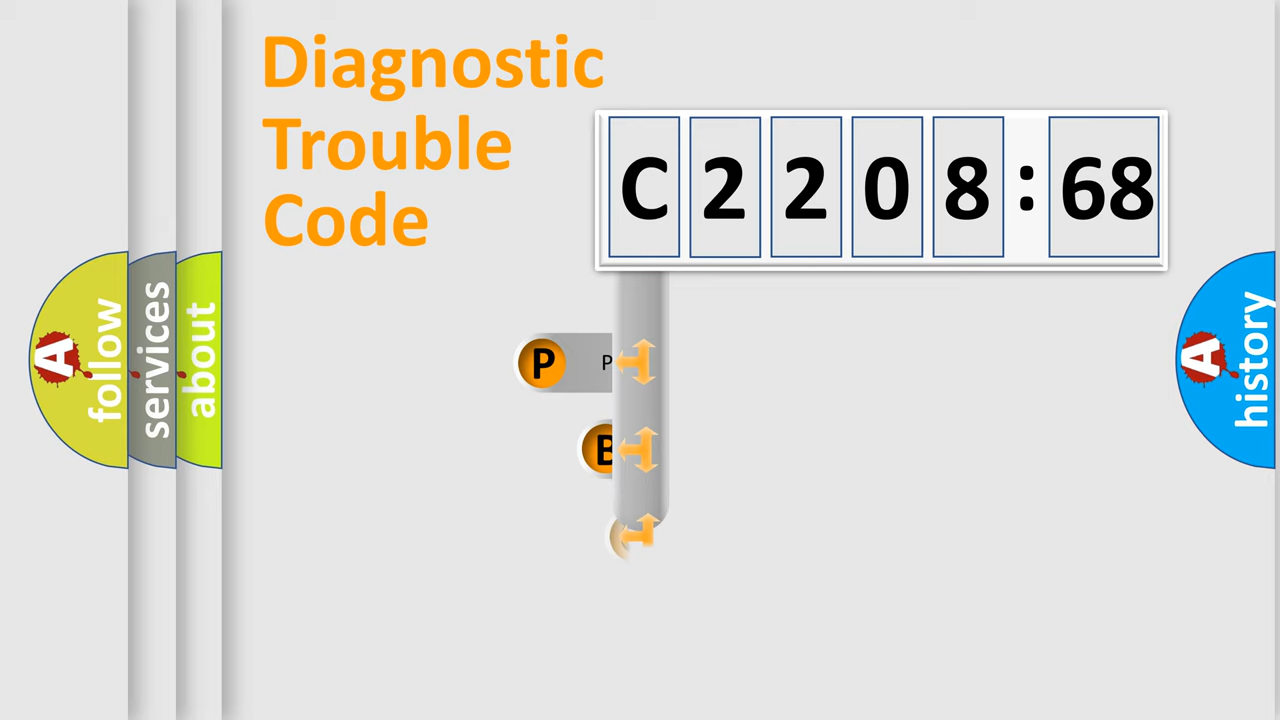 Diagnostic
Trouble
Code
C 2 2 0 8 : 68
P P
B
A follow
services
about
A history